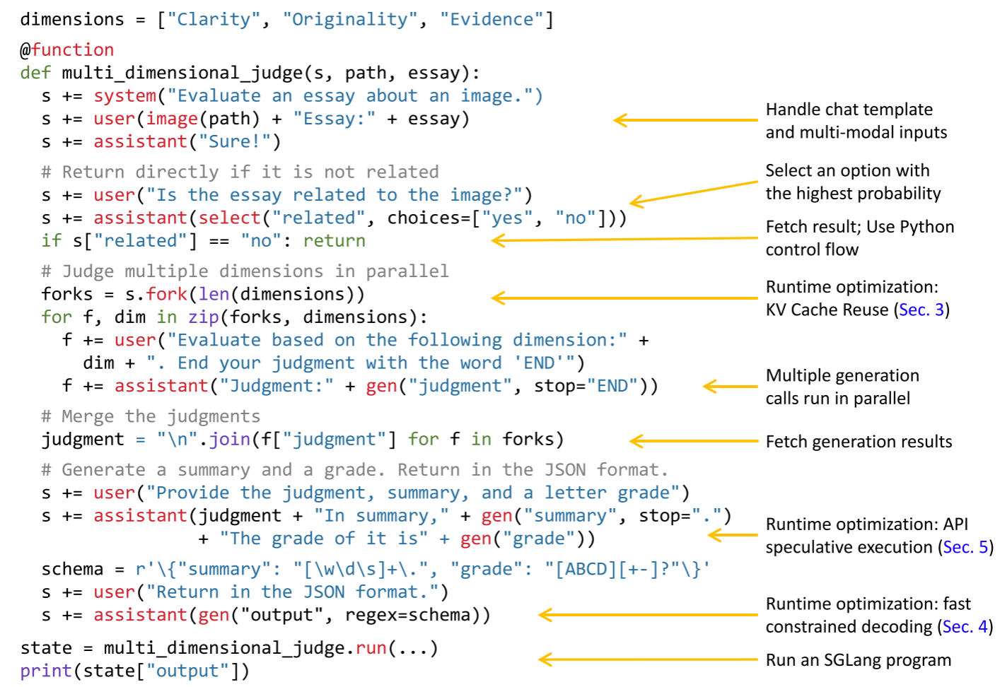 dimensions = ["Clarity", "Originality", "Evidence"]
@function
def multi_dimensional_judge(s, path, essay):
  s += system("Evaluate an essay about an image.")
  s += user(image(path) + "Essay:" + essay)
  s += assistant("Sure!")
  # Return directly if it is not related
  s += user("Is the essay related to the image?")
  s += assistant(select("related", choices=["yes", "no"]))
  if s["related"] == "no": return
  # Judge multiple dimensions in parallel
  forks = s.fork(len(dimensions))
  for f, dim in zip(forks, dimensions):
    f += user("Evaluate based on the following dimension:" +
      dim + ". End your judgment with the word 'END'")
    f += assistant("Judgment:" + gen("judgment", stop="END"))
  # Merge the judgments
  judgment = "\n".join(f["judgment"] for f in forks)
  # Generate a summary and a grade. Return in the JSON format.
  s += user("Provide the judgment, summary, and a letter grade")
  s += assistant(judgment + "In summary," + gen("summary", stop=".")
                 + "The grade of it is" + gen("grade"))
  schema = r'\{"summary": "[\w\d\s]+\.", "grade": "[ABCD][+-]?"\}'
  s += user("Return in the JSON format.")
  s += assistant(gen("output", regex=schema))
state = multi_dimensional_judge.run(...)
print(state["output"])
Handle chat template
and multi-modal inputs
Select an option with
the highest probability
Fetch result; Use Python
control flow
Runtime optimization:
KV Cache Reuse (Sec. 3)
Multiple generation
calls run in parallel
Fetch generation results
Runtime optimization: API
speculative execution (Sec. 5)
Runtime optimization: fast
constrained decoding (Sec. 4)
Run an SGLang program